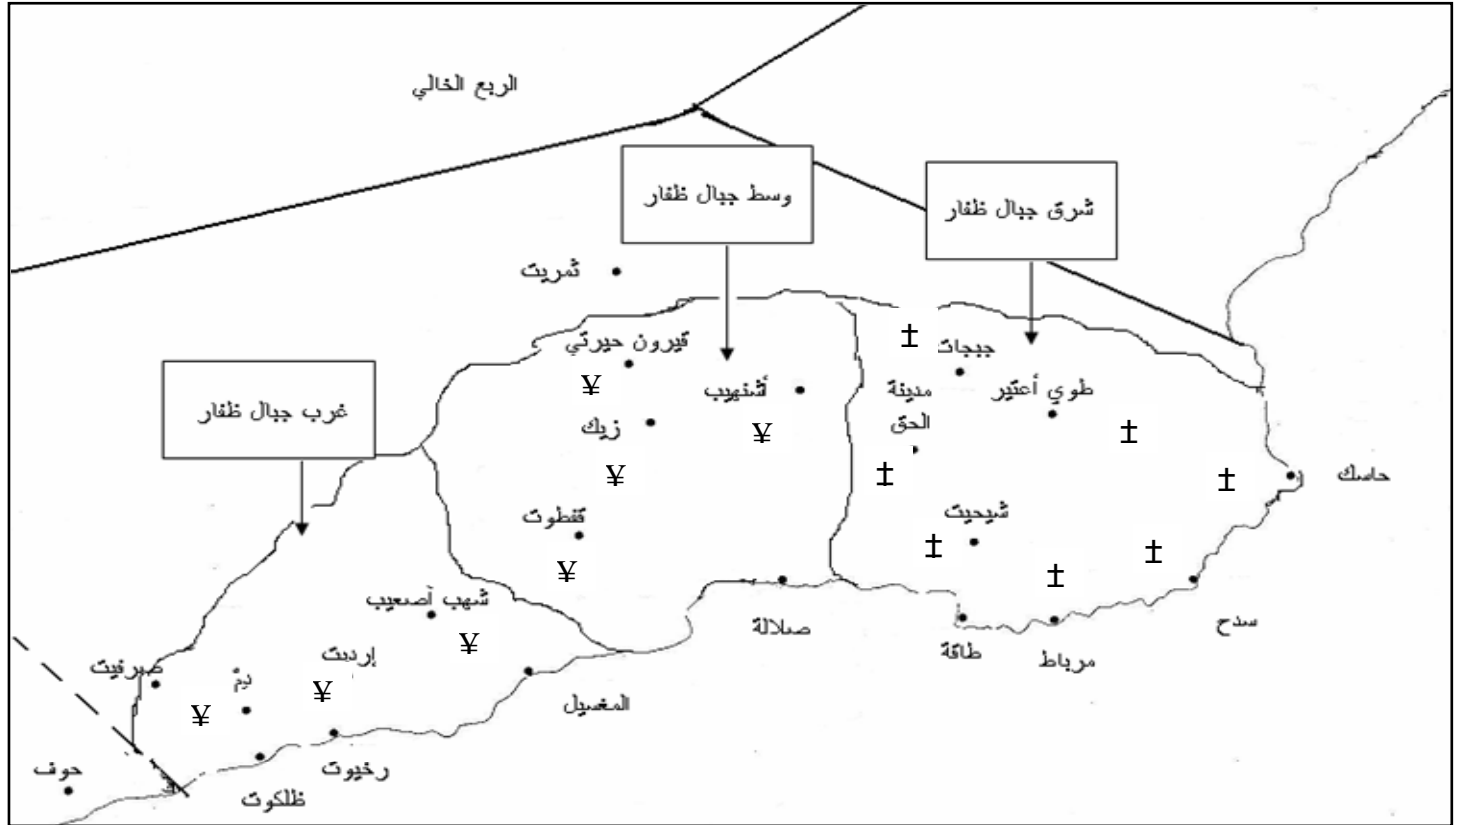 الربع الخالي
وسط جبال ظفار
شرق جبال ظفار
ثمريت
قيرون حيرتي
¥
±
جبجات
غرب جبال ظفار
أشنهيب
¥
مدينة
الحق
طوي أعتير
±
زيك
¥
±
±
حاسك
قفطوت
¥
شيحيت
±
±
±
شهب أصعيب
¥
صلالة
طاقة
مرباط
سدح
صرفيت
¥
إرديت
¥
المغسيل
حوف
ظلكوت
رخيوت